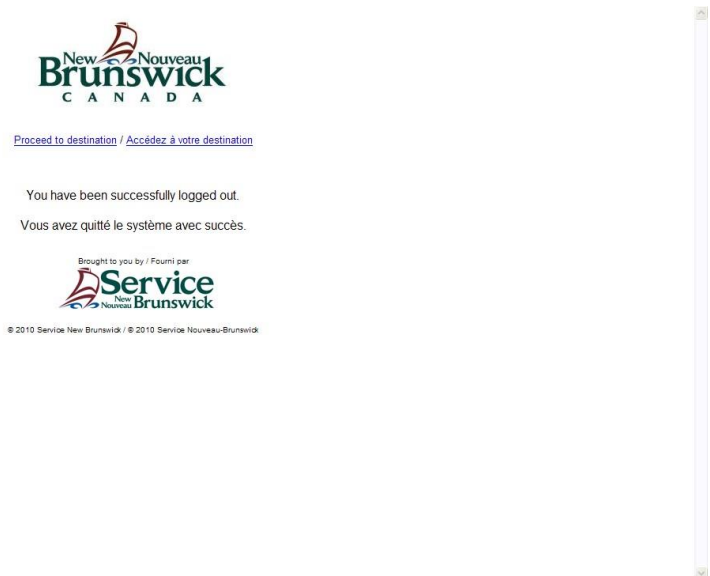 New Nouveau
Brunswick
CANADA
Proceed to destination / Accédez à votre destination
You have been successfully logged out.
Vous avez quitté le système avec succès.
Brought to you by / Fourni par
Service
New
Nouveau Brunswick
© 2010 Service New Brunswick / © 2010 Service Nouveau-Brunswick